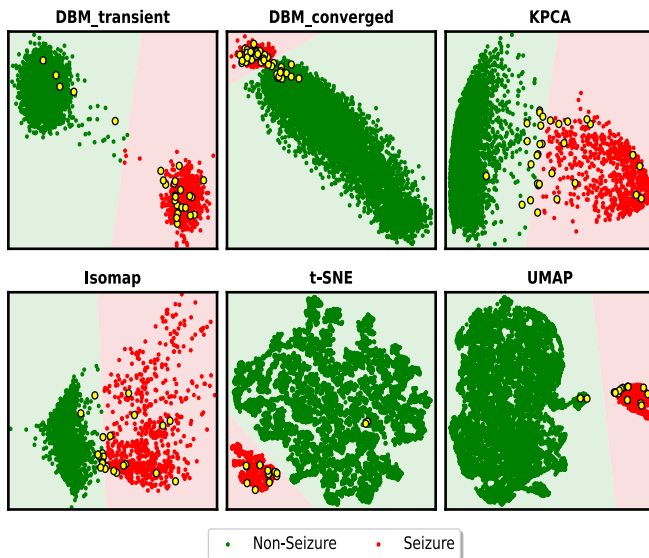 DBM_transient DBM_converged KPCA
Isomap t-SNE UMAP
Non-Seizure Seizure